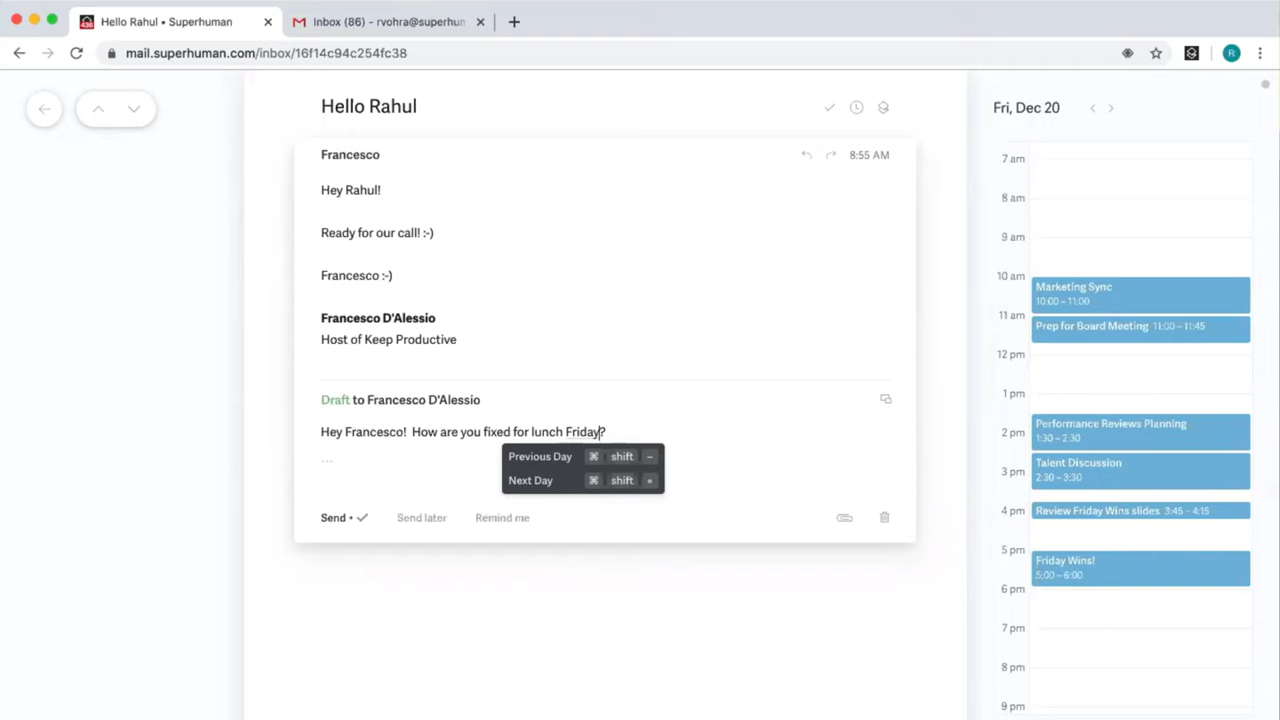 Hello Rahul • Superhuman
Inbox (86) - rvohra@superhun
mail.superhuman.com/inbox/16f14c94c254fc38
R
Hello Rahul
Francesco
8:55 AM
Hey Rahul!
Ready for our call! :-)
Francesco :-)
Francesco D'Alessio
Host of Keep Productive
Draft to Francesco D'Alessio
Hey Francesco!  How are you fixed for lunch Friday?
...
Previous Day ⌘ shift –
Next Day ⌘ shift =
Send • ✓
Send later
Remind me
Fri, Dec 20
7 am
8 am
9 am
10 am
Marketing Sync
10:00 – 11:00
11 am
Prep for Board Meeting 11:00 – 11:45
12 pm
1 pm
Performance Reviews Planning
1:30 – 2:30
2 pm
Talent Discussion
2:30 – 3:30
3 pm
4 pm
Review Friday Wins slides 3:45 – 4:15
5 pm
Friday Wins!
5:00 – 6:00
6 pm
7 pm
8 pm
9 pm